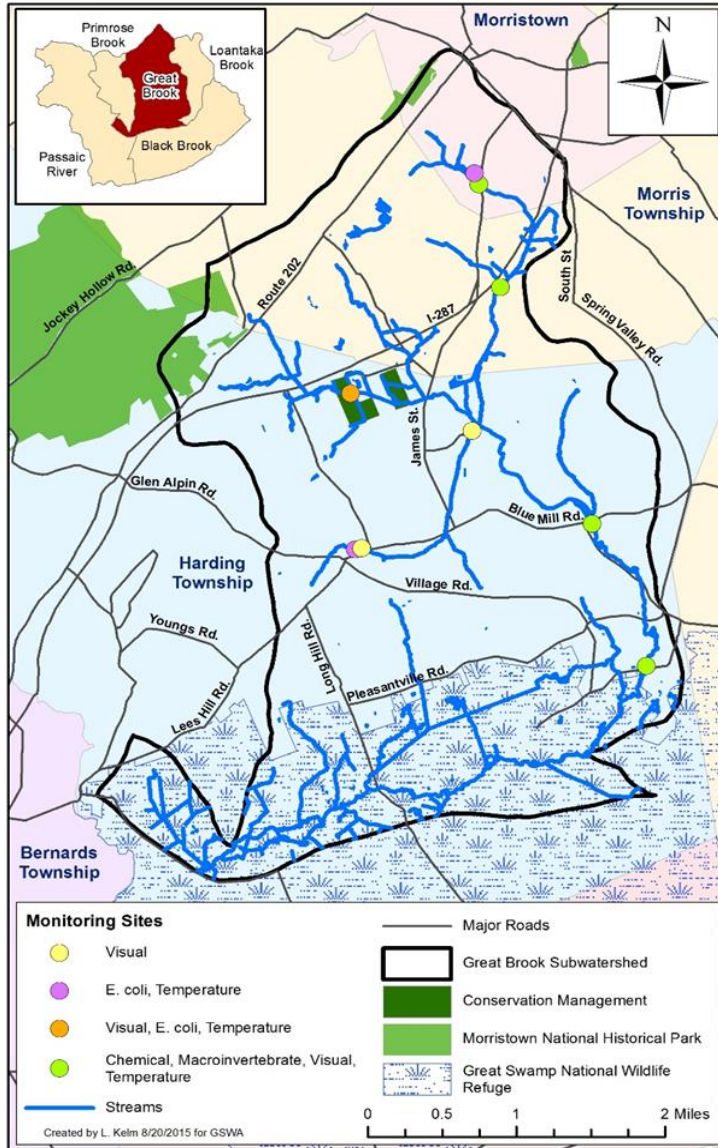 Morristown
N
Primrose
Brook
Loantaka
Brook
Great
Brook
Black Brook
Passaic
River
Morris
Township
Jockey Hollow Rd.
Route 202
I-287
South St
Spring Valley Rd.
James St.
Glen Alpin Rd.
Blue Mill Rd.
Harding
Township
Village Rd.
Youngs Rd.
Long Hill Rd.
Pleasantville Rd.
Lees Hill Rd.
Bernards
Township
Monitoring Sites
Visual
E. coli, Temperature
Visual, E. coli, Temperature
Chemical, Macroinvertebrate, Visual,
Temperature
Streams
Created by L. Kelm 8/20/2015 for GSWA
Major Roads
Great Brook Subwatershed
Conservation Management
Morristown National Historical Park
Great Swamp National Wildlife
Refuge
0 0.5 1 2 Miles